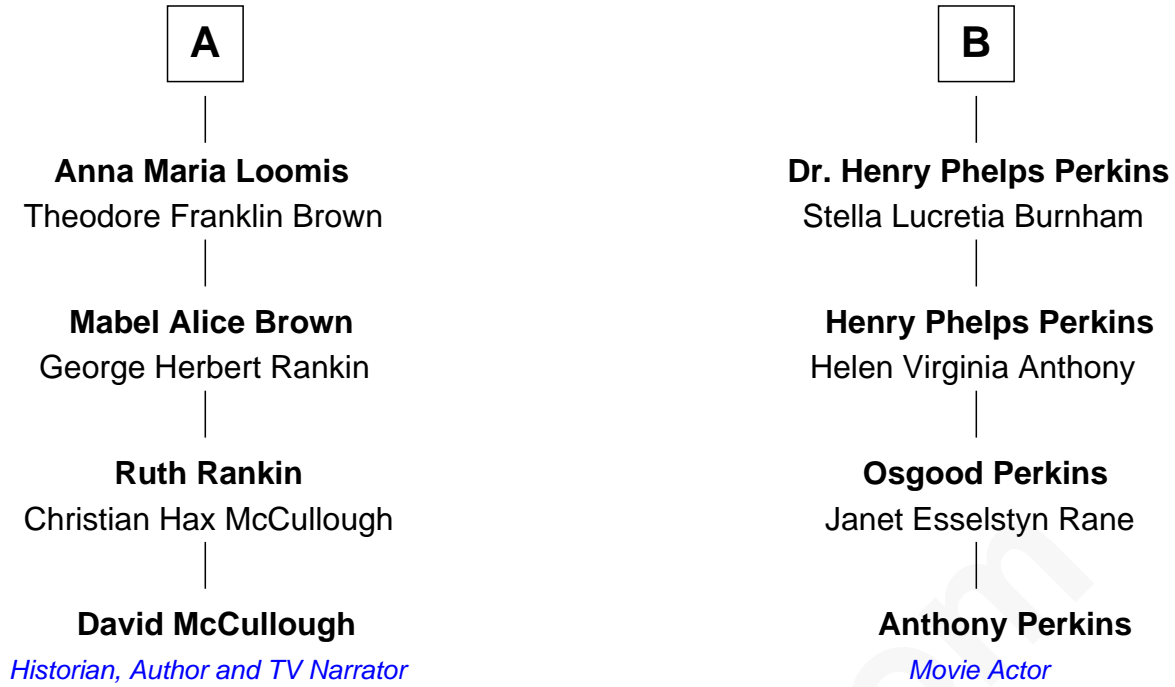 A
Anna Maria Loomis
Theodore Franklin Brown
Mabel Alice Brown
George Herbert Rankin
Ruth Rankin
Christian Hax McCullough
David McCullough
Historian, Author and TV Narrator
B
Dr. Henry Phelps Perkins
Stella Lucretia Burnham
Henry Phelps Perkins
Helen Virginia Anthony
Osgood Perkins
Janet Esselstyn Rane
Anthony Perkins
Movie Actor